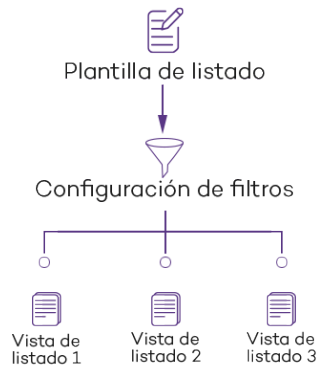 Plantilla de listado
Configuración de filtros
Vista de
listado 1
Vista de
listado 2
Vista de
listado 3